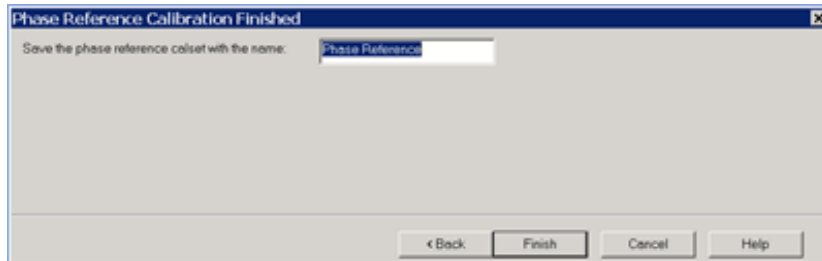 Phase Reference Calibration Finished
Save the phase reference calset with the name: Phase Reference
< Back Finish Cancel Help